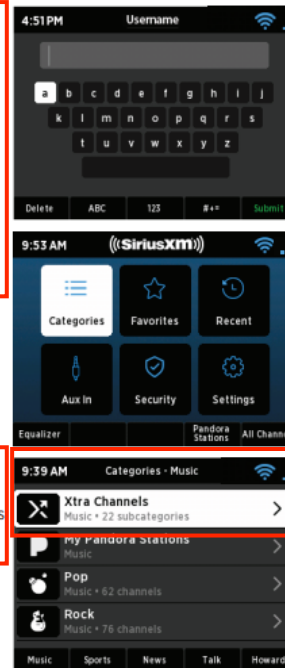 4:51 PM Username
a b c d e f g h i j
k l m n o p q r s
t u v w x y z
Delete ABC 123 #+= Submit
9:53 AM ((SiriusXM))
Categories Favorites Recent
Aux In Security Settings
Equalizer Pandora Stations All Chann
9:39 AM Categories - Music
Xtra Channels
s Music • 22 subcategories
My Pandora Stations
Music
Pop
Music • 62 channels
Rock
Music • 76 channels
Music Sports News Talk Howard